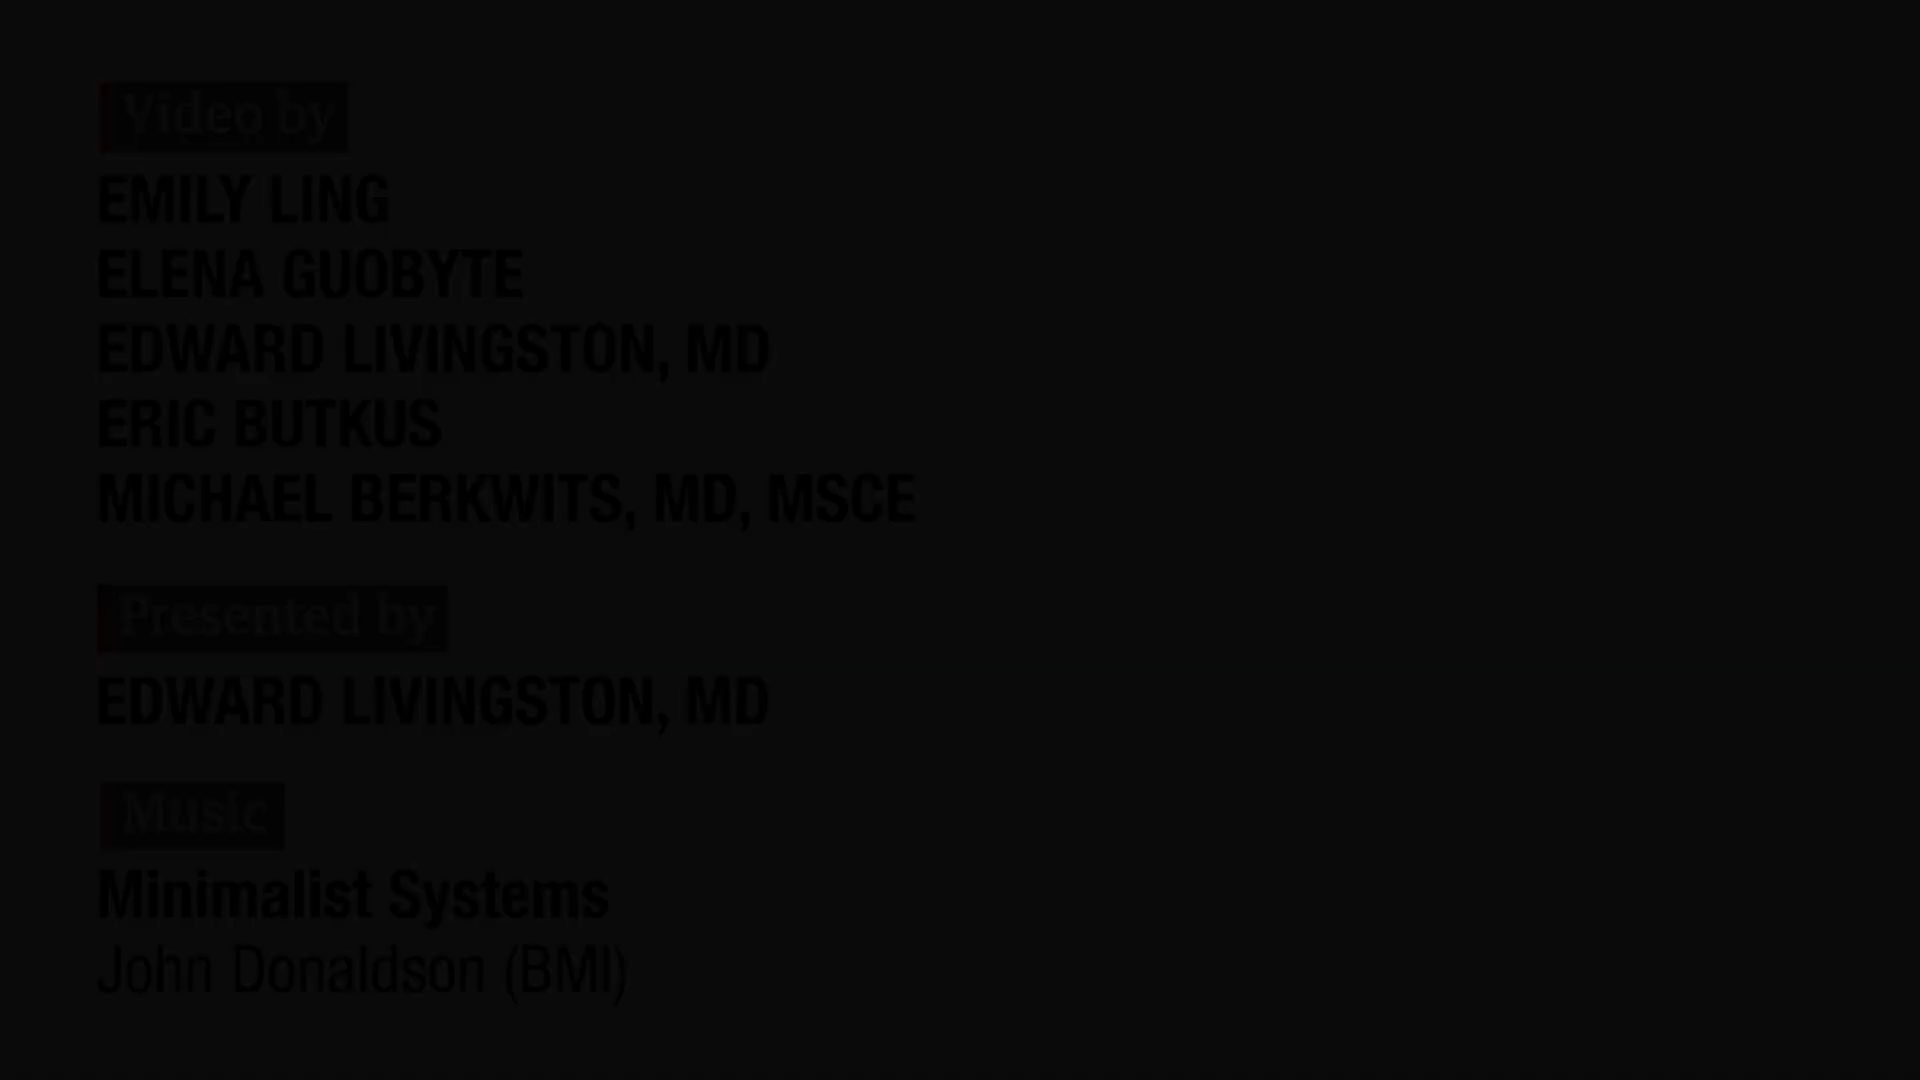 Video by
EMILY LING
ELENA GUOBYTE
EDWARD LIVINGSTON, MD
ERIC BUTKUS
MICHAEL BERKWITS, MD, MSCE
Presented by
EDWARD LIVINGSTON, MD
Music
Minimalist Systems
John Donaldson (BMI)